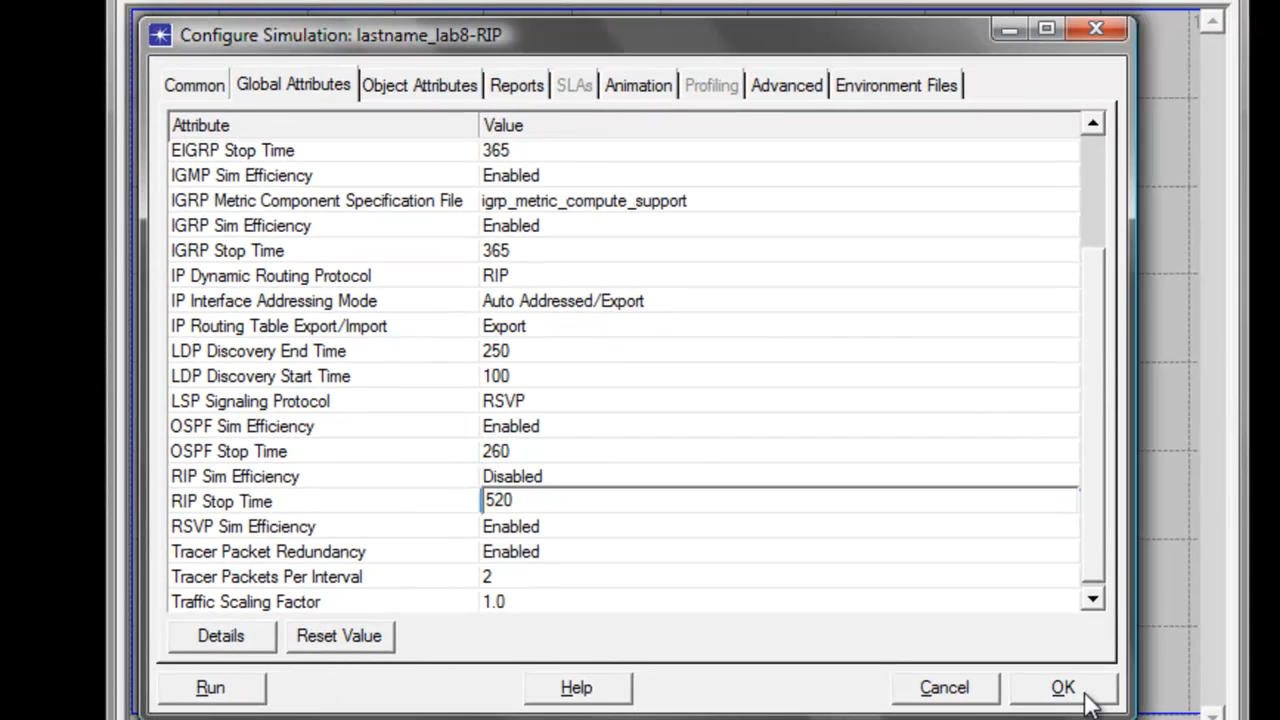 Configure Simulation: lastname_lab8-RIP
Common Global Attributes Object Attributes Reports SLAs Animation Profiling Advanced Environment Files
Attribute Value
EIGRP Stop Time 365
IGMP Sim Efficiency Enabled
IGRP Metric Component Specification File igrp_metric_compute_support
IGRP Sim Efficiency Enabled
IGRP Stop Time 365
IP Dynamic Routing Protocol RIP
IP Interface Addressing Mode Auto Addressed/Export
IP Routing Table Export/Import Export
LDP Discovery End Time 250
LDP Discovery Start Time 100
LSP Signaling Protocol RSVP
OSPF Sim Efficiency Enabled
OSPF Stop Time 260
RIP Sim Efficiency Disabled
RIP Stop Time 520
RSVP Sim Efficiency Enabled
Tracer Packet Redundancy Enabled
Tracer Packets Per Interval 2
Traffic Scaling Factor 1.0
Details Reset Value
Run Help Cancel OK